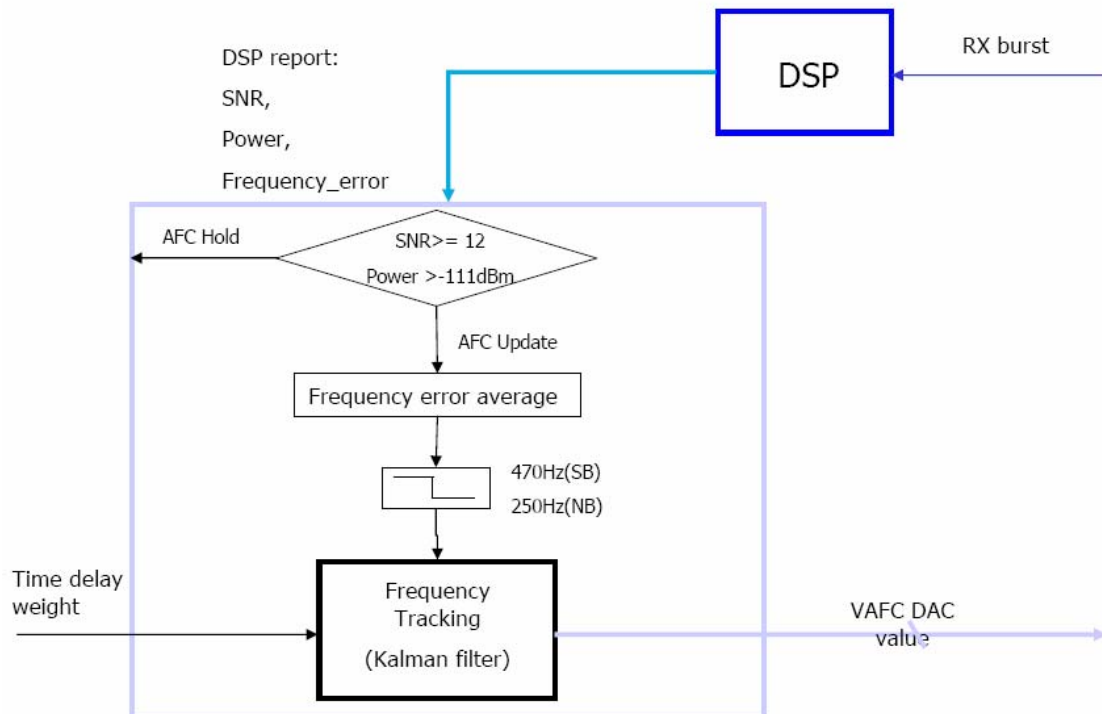 DSP report:
SNR,
Power,
Frequency_error
DSP
RX burst
AFC Hold
SNR>= 12
Power >-111dBm
AFC Update
Frequency error average
470Hz(SB)
250Hz(NB)
Time delay
weight
Frequency
Tracking
(Kalman filter)
VAFC DAC
value